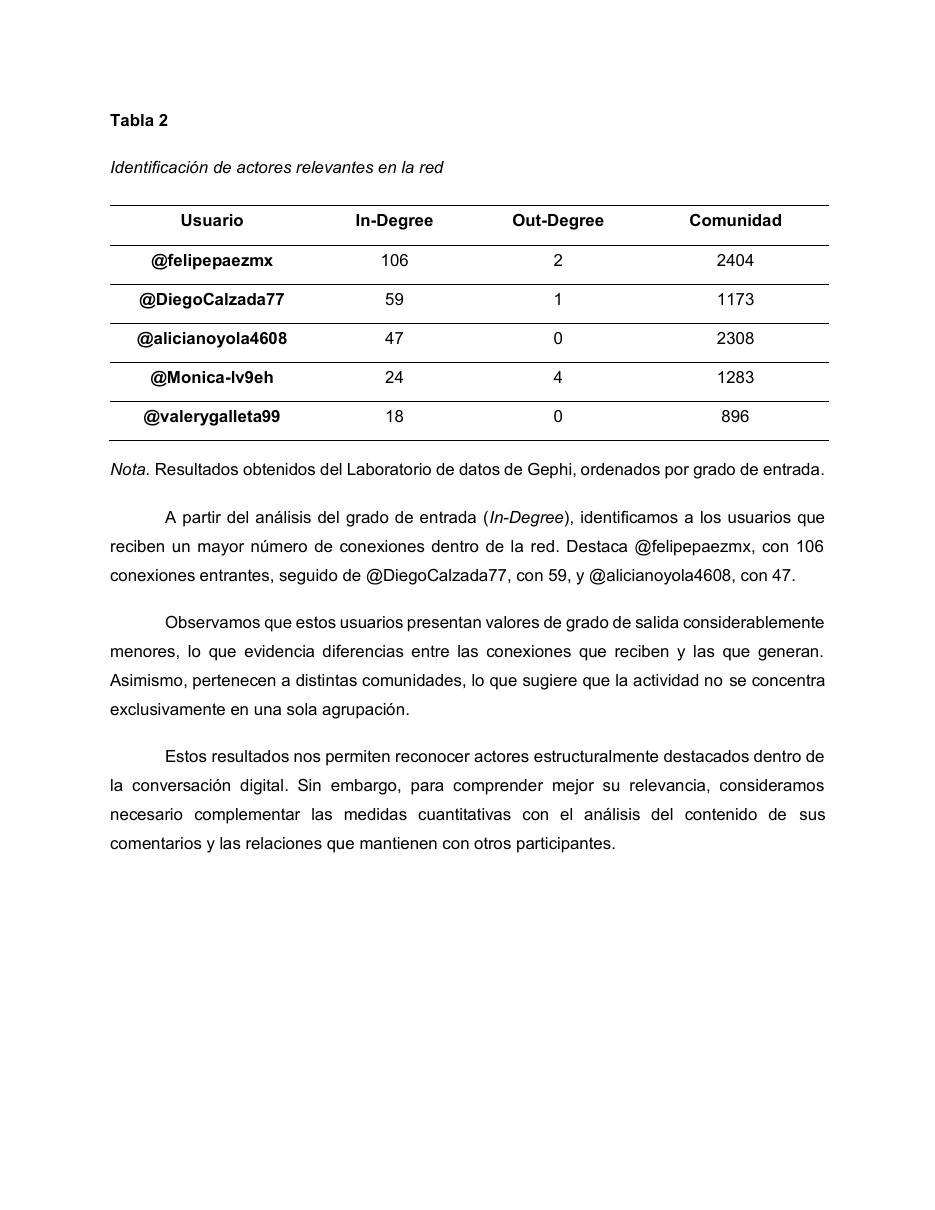 Tabla 2
Identificación de actores relevantes en la red
Usuario In-Degree Out-Degree Comunidad
@felipepaezmx 106 2 2404
@DiegoCalzada77 59 1 1173
@alicianoyola4608 47 0 2308
@Monica-lv9eh 24 4 1283
@valerygalleta99 18 0 896
Nota. Resultados obtenidos del Laboratorio de datos de Gephi, ordenados por grado de entrada.
A partir del análisis del grado de entrada (In-Degree), identificamos a los usuarios que
reciben un mayor número de conexiones dentro de la red. Destaca @felipepaezmx, con 106
conexiones entrantes, seguido de @DiegoCalzada77, con 59, y @alicianoyola4608, con 47.
Observamos que estos usuarios presentan valores de grado de salida considerablemente
menores, lo que evidencia diferencias entre las conexiones que reciben y las que generan.
Asimismo, pertenecen a distintas comunidades, lo que sugiere que la actividad no se concentra
exclusivamente en una sola agrupación.
Estos resultados nos permiten reconocer actores estructuralmente destacados dentro de
la conversación digital. Sin embargo, para comprender mejor su relevancia, consideramos
necesario complementar las medidas cuantitativas con el análisis del contenido de sus
comentarios y las relaciones que mantienen con otros participantes.